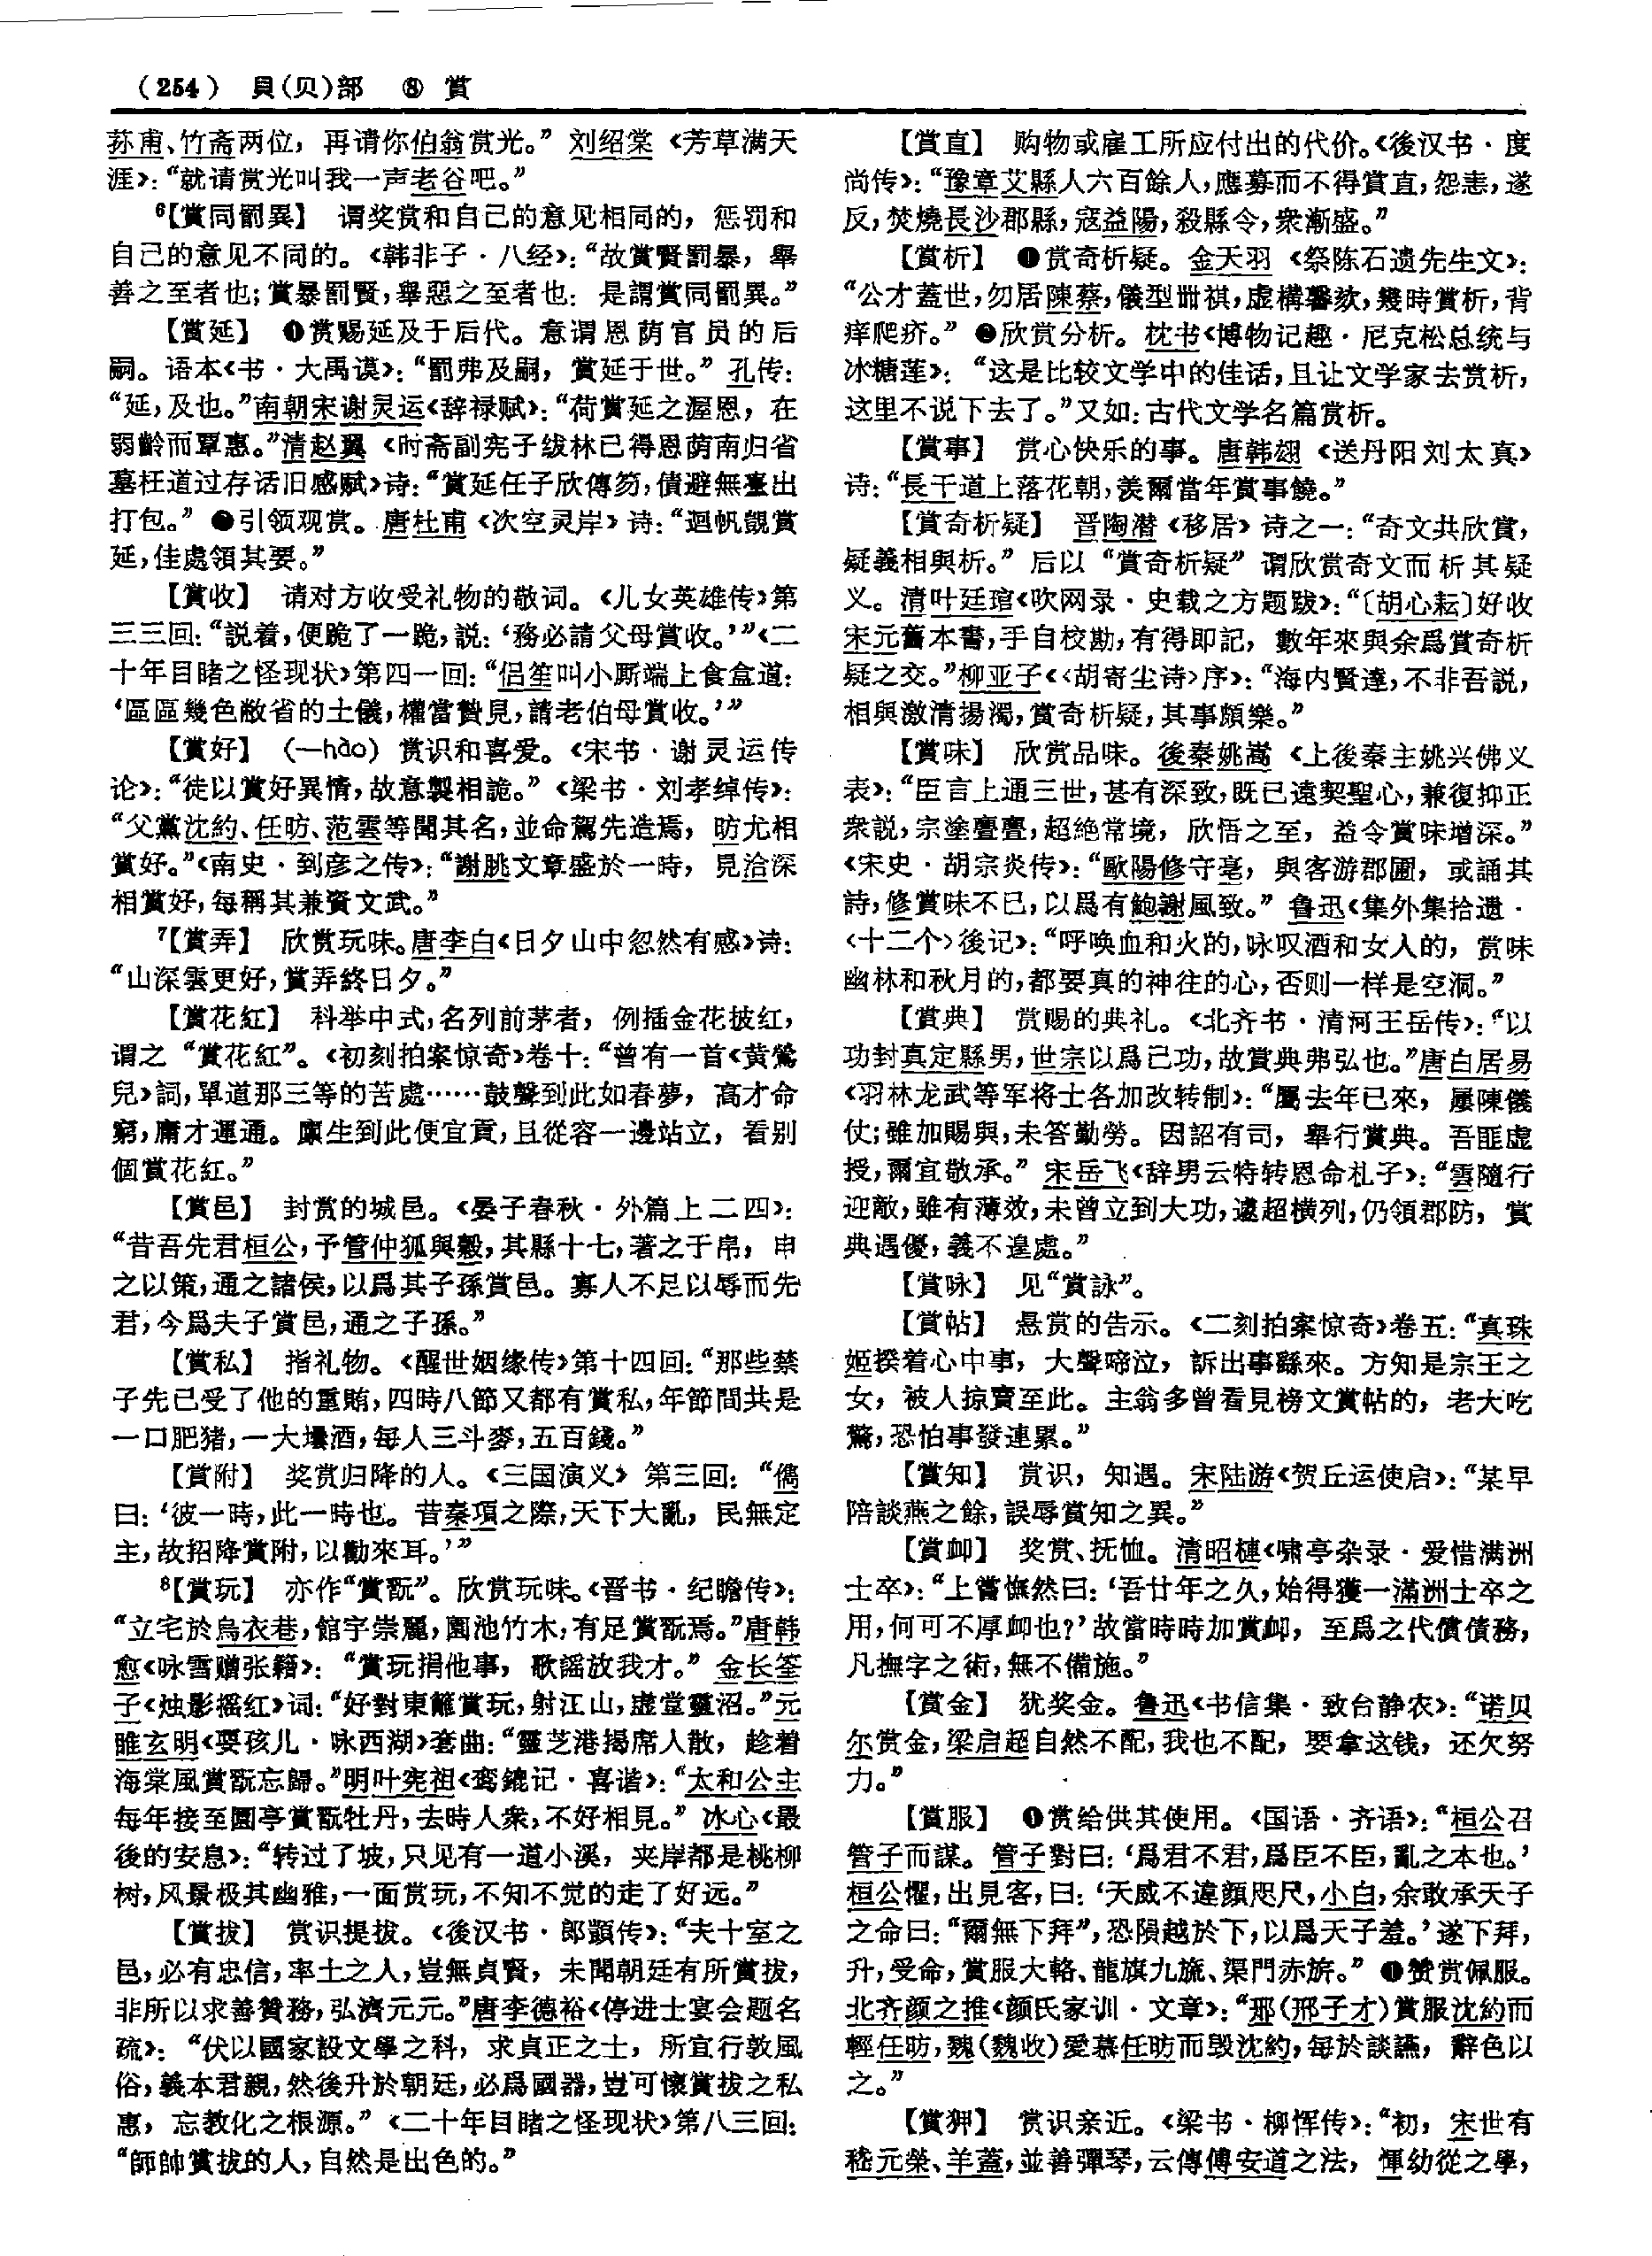 （254） 貝(贝)部 ⑧ 賞
荪甫、竹斋两位，再请你伯翁赏光。”刘绍棠《芳草满天
涯》：“就请赏光叫我一声老谷吧。”
⁶【賞同罰異】 谓奖赏和自己的意见相同的，惩罚和
自己的意见不同的。《韩非子·八经》：“故賞賢罰暴，舉
善之至者也；賞暴罰賢，舉惡之至者也：是謂賞同罰異。”
【賞延】 ❶赏赐延及于后代。意谓恩荫官员的后
嗣。语本《书·大禹谟》：“罰弗及嗣，賞延于世。”孔传：
“延，及也。”南朝宋谢灵运《辞禄赋》：“荷賞延之渥恩，在
弱齡而覃惠。”清赵翼《时斋副宪子绂林已得恩荫南归省
墓枉道过存话旧感赋》诗：“賞延任子欣傳笏，債避無臺出
打包。”❷引领观赏。唐杜甫《次空灵岸》诗：“迴帆覬賞
延，佳處領其要。”
【賞收】 请对方收受礼物的敬词。《儿女英雄传》第
三三回：“説着，便跪了一跪，説：‘務必請父母賞收。’”《二
十年目睹之怪现状》第四一回：“侣笙叫小厮端上食盒道：
‘區區幾色敝省的土儀，權當贄見，請老伯母賞收。’”
【賞好】 （—hào） 赏识和喜爱。《宋书·谢灵运传
论》：“徒以賞好異情，故意製相詭。”《梁书·刘孝绰传》：
“父黨沈約、任昉、范雲等聞其名，並命駕先造焉，昉尤相
賞好。”《南史·到彦之传》：“謝朓文章盛於一時，見洽深
相賞好，每稱其兼資文武。”
⁷【賞弄】 欣赏玩味。唐李白《日夕山中忽然有感》诗：
“山深雲更好，賞弄終日夕。”
【賞花紅】 科举中式，名列前茅者，例插金花披红，
谓之“賞花紅”。《初刻拍案惊奇》卷十：“曾有一首《黄鶯
兒》詞，單道那三等的苦處……鼓聲到此如春夢，高才命
窮，庸才運通。廪生到此便宜貢，且從容一邊站立，看别
個賞花紅。”
【賞邑】 封赏的城邑。《晏子春秋·外篇上二四》：
“昔吾先君桓公，予管仲狐與穀，其縣十七，著之于帛，申
之以策，通之諸侯，以爲其子孫賞邑。寡人不足以辱而先
君，今爲夫子賞邑，通之子孫。”
【賞私】 指礼物。《醒世姻缘传》第十四回：“那些禁
子先已受了他的重賄，四時八節又都有賞私，年節間共是
一口肥猪，一大壜酒，每人三斗麥，五百錢。”
【賞附】 奖赏归降的人。《三国演义》第三回：“儁
曰：‘彼一時，此一時也。昔秦項之際，天下大亂，民無定
主，故招降賞附，以勸來耳。’”
⁸【賞玩】 亦作“賞翫”。欣赏玩味。《晋书·纪瞻传》：
“立宅於烏衣巷，館宇崇麗，園池竹木，有足賞翫焉。”唐韩
愈《咏雪赠张籍》：“賞玩捐他事，歌謡放我才。”金长筌
子《烛影摇红》词：“好對東籬賞玩，射江山，虚堂靈沼。”元
睢玄明《耍孩儿·咏西湖》套曲：“靈芝港揭席人散，趁着
海棠風賞翫忘歸。”明叶宪祖《鸾鎞记·喜谐》：“太和公主
每年接至園亭賞翫牡丹，去時人衆，不好相見。”冰心《最
後的安息》：“转过了坡，只见有一道小溪，夹岸都是桃柳
树，风景极其幽雅，一面赏玩，不知不觉的走了好远。”
【賞拔】 赏识提拔。《後汉书·郎顗传》：“夫十室之
邑，必有忠信，率土之人，豈無貞賢，未聞朝廷有所賞拔，
非所以求善贊務，弘濟元元。”唐李德裕《停进士宴会题名
疏》：“伏以國家設文學之科，求貞正之士，所宜行敦風
俗，義本君親，然後升於朝廷，必爲國器，豈可懷賞拔之私
惠，忘教化之根源。”《二十年目睹之怪现状》第八三回：
“師帥賞拔的人，自然是出色的。”
【賞直】 购物或雇工所应付出的代价。《後汉书·度
尚传》：“豫章艾縣人六百餘人，應募而不得賞直，怨恚，遂
反，焚燒長沙郡縣，寇益陽，殺縣令，衆漸盛。”
【賞析】 ❶赏奇析疑。金天羽《祭陈石遗先生文》：
“公才蓋世，勿居陳蔡，儀型卌祺，虚構馨欬，幾時賞析，背
痒爬疥。”❷欣赏分析。枕书《博物记趣·尼克松总统与
冰糖莲》：“这是比较文学中的佳话，且让文学家去赏析，
这里不说下去了。”又如：古代文学名篇赏析。
【賞事】 赏心快乐的事。唐韩翃《送丹阳刘太真》
诗：“長干道上落花朝，羡爾當年賞事饒。”
【賞奇析疑】 晋陶潜《移居》诗之一：“奇文共欣賞，
疑義相與析。”后以“賞奇析疑”谓欣赏奇文而析其疑
义。清叶廷琯《吹网录·史载之方题跋》：“〔胡心耘〕好收
宋元舊本書，手自校勘，有得即記，數年來與余爲賞奇析
疑之交。”柳亚子《〈胡寄尘诗〉序》：“海内賢達，不非吾説，
相與激清揚濁，賞奇析疑，其事頗樂。”
【賞味】 欣赏品味。後秦姚嵩《上後秦主姚兴佛义
表》：“臣言上通三世，甚有深致，既已遠契聖心，兼復抑正
衆説，宗塗亹亹，超絶常境，欣悟之至，益令賞味增深。”
《宋史·胡宗炎传》：“歐陽修守亳，與客游郡圃，或誦其
詩，修賞味不已，以爲有鮑謝風致。”鲁迅《集外集拾遗·
〈十二个〉後记》：“呼唤血和火的，咏叹酒和女人的，赏味
幽林和秋月的，都要真的神往的心，否则一样是空洞。”
【賞典】 赏赐的典礼。《北齐书·清河王岳传》：“以
功封真定縣男，世宗以爲己功，故賞典弗弘也。”唐白居易
《羽林龙武等军将士各加改转制》：“屬去年已來，屢陳儀
仗；雖加賜與，未答勤勞。因詔有司，舉行賞典。吾匪虚
授，爾宜敬承。”宋岳飞《辞男云特转恩命札子》：“雲隨行
迎敵，雖有薄效，未曾立到大功，遽超横列，仍領郡防，賞
典過優，義不遑處。”
【賞咏】 见“賞詠”。
【賞帖】 悬赏的告示。《二刻拍案惊奇》卷五：“真珠
姬揆着心中事，大聲啼泣，訴出事繇來。方知是宗王之
女，被人掠賣至此。主翁多曾看見榜文賞帖的，老大吃
驚，恐怕事發連累。”
【賞知】 赏识，知遇。宋陆游《贺丘运使启》：“某早
陪談燕之餘，誤辱賞知之異。”
【賞卹】 奖赏、抚恤。清昭槤《啸亭杂录·爱惜满洲
士卒》：“上嘗憮然曰：‘吾廿年之久，始得獲一滿洲士卒之
用，何可不厚卹也？’故當時時加賞卹，至爲之代償債務，
凡撫字之術，無不備施。”
【賞金】 犹奖金。鲁迅《书信集·致台静农》：“诺贝
尔赏金，梁启超自然不配，我也不配，要拿这钱，还欠努
力。”
【賞服】 ❶赏给供其使用。《国语·齐语》：“桓公召
管子而謀。管子對曰：‘爲君不君，爲臣不臣，亂之本也。’
桓公懼，出見客，曰：‘天威不違顔咫尺，小白，余敢承天子
之命曰：“爾無下拜”，恐隕越於下，以爲天子羞。’遂下拜，
升，受命，賞服大輅、龍旗九旒、渠門赤旂。”❶赞赏佩服。
北齐颜之推《颜氏家训·文章》：“邢（邢子才）賞服沈約而
輕任昉，魏（魏收）愛慕任昉而毁沈約，每於談讌，辭色以
之。”
【賞狎】 赏识亲近。《梁书·柳恽传》：“初，宋世有
嵇元榮、羊蓋，並善彈琴，云傳傅安道之法，惲幼從之學，